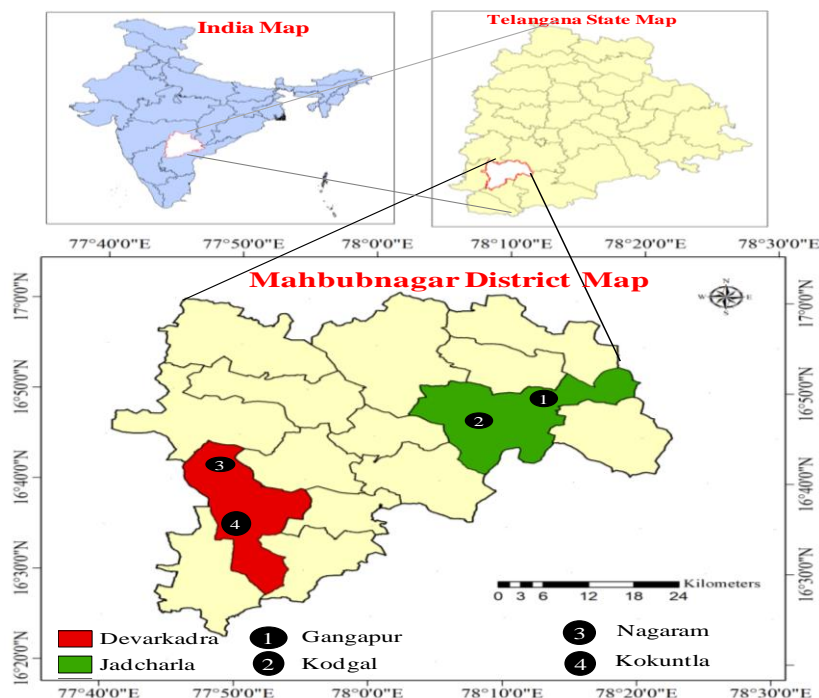 India Map
Telangana State Map
77°40'0"E 77°50'0"E 78°0'0"E 78°10'0"E 78°20'0"E 78°30'0"E
Mahbubnagar District Map
N
W E
S
17°0'0"N 17°0'0"N
16°50'0"N 16°50'0"N
16°40'0"N 16°40'0"N
16°30'0"N 16°30'0"N
16°20'0"N 16°20'0"N
1
2
3
4
Kilometers
0 3 6 12 18 24
Devarkadra 1 Gangapur 3 Nagaram
Jadcharla 2 Kodgal 4 Kokuntla
77°40'0"E 77°50'0"E 78°0'0"E 78°10'0"E 78°20'0"E